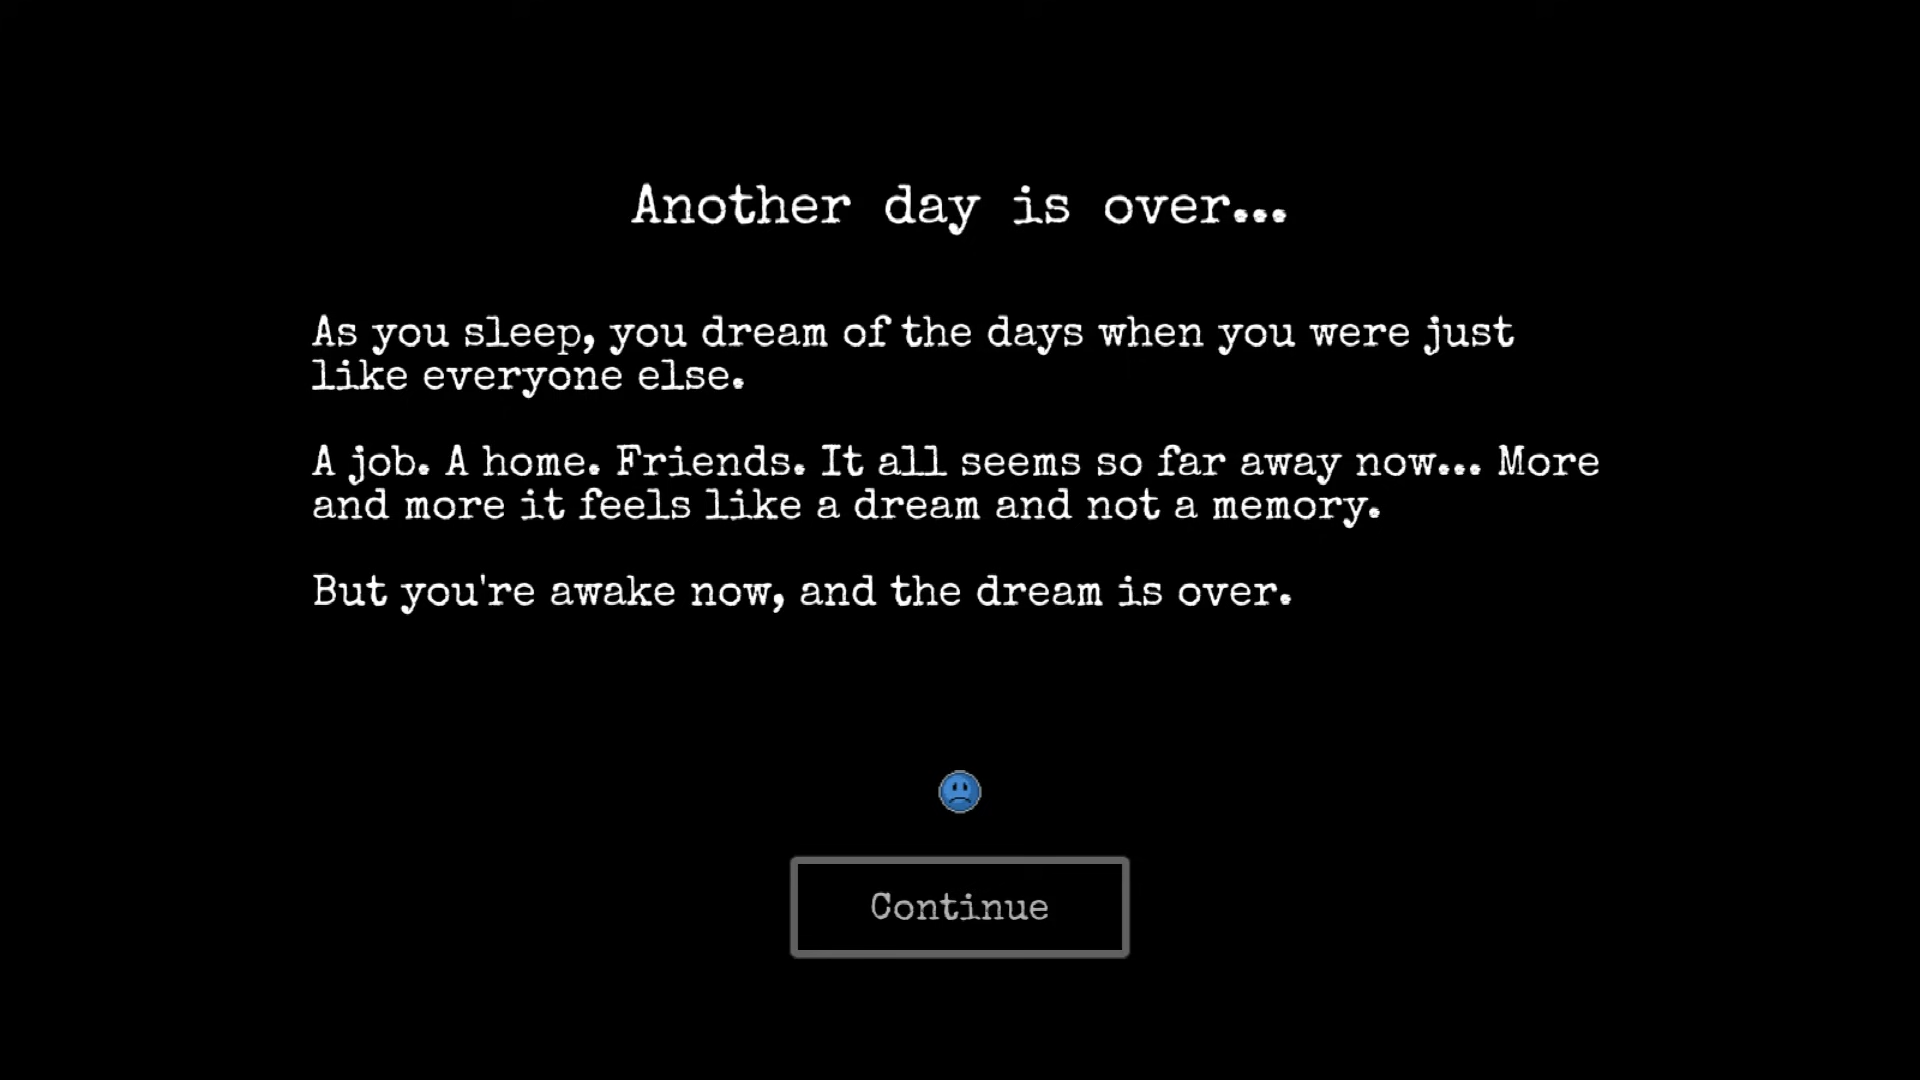 Another day is over...
As you sleep, you dream of the days when you were just
like everyone else.
A job. A home. Friends. It all seems so far away now... More
and more it feels like a dream and not a memory.
But you're awake now, and the dream is over.
Continue